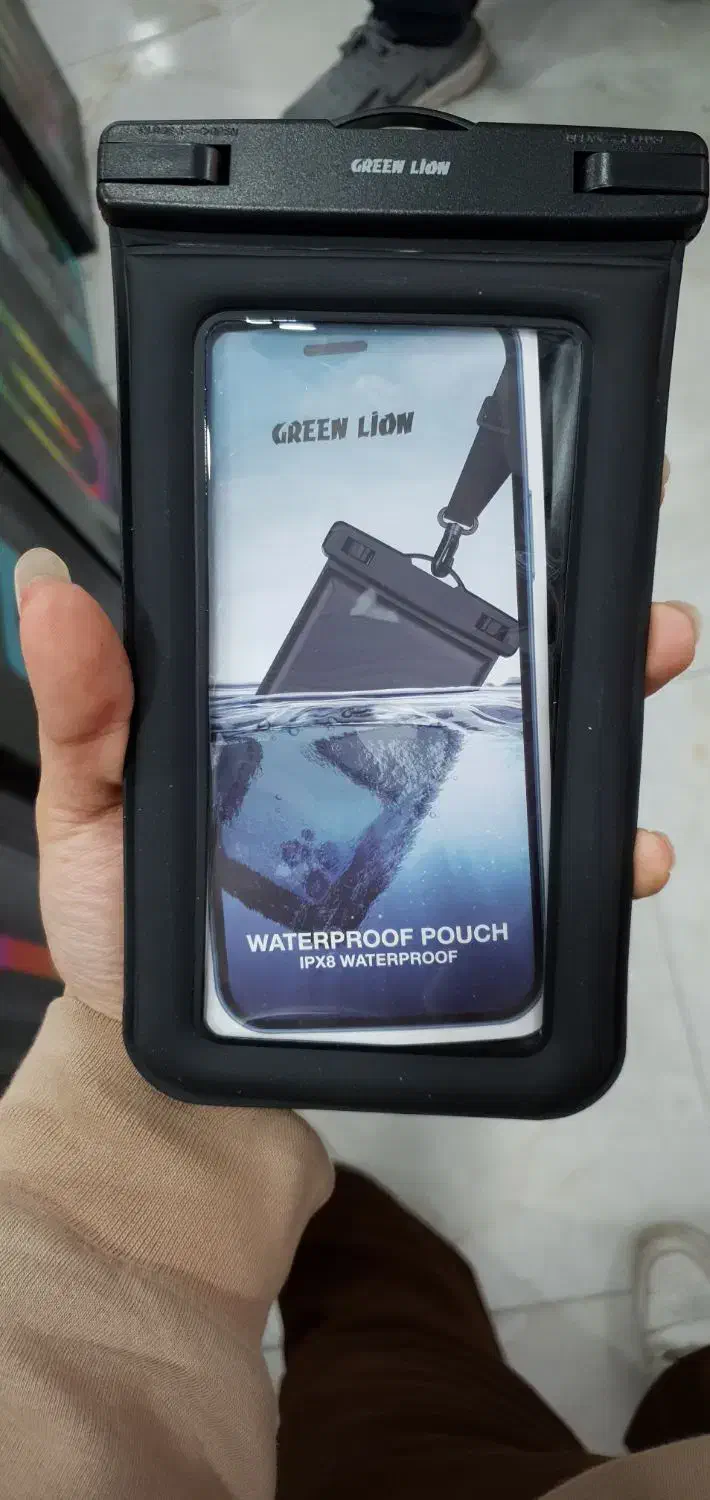 GREEN LION
GREEN LION
WATERPROOF POUCH
IPX8 WATERPROOF